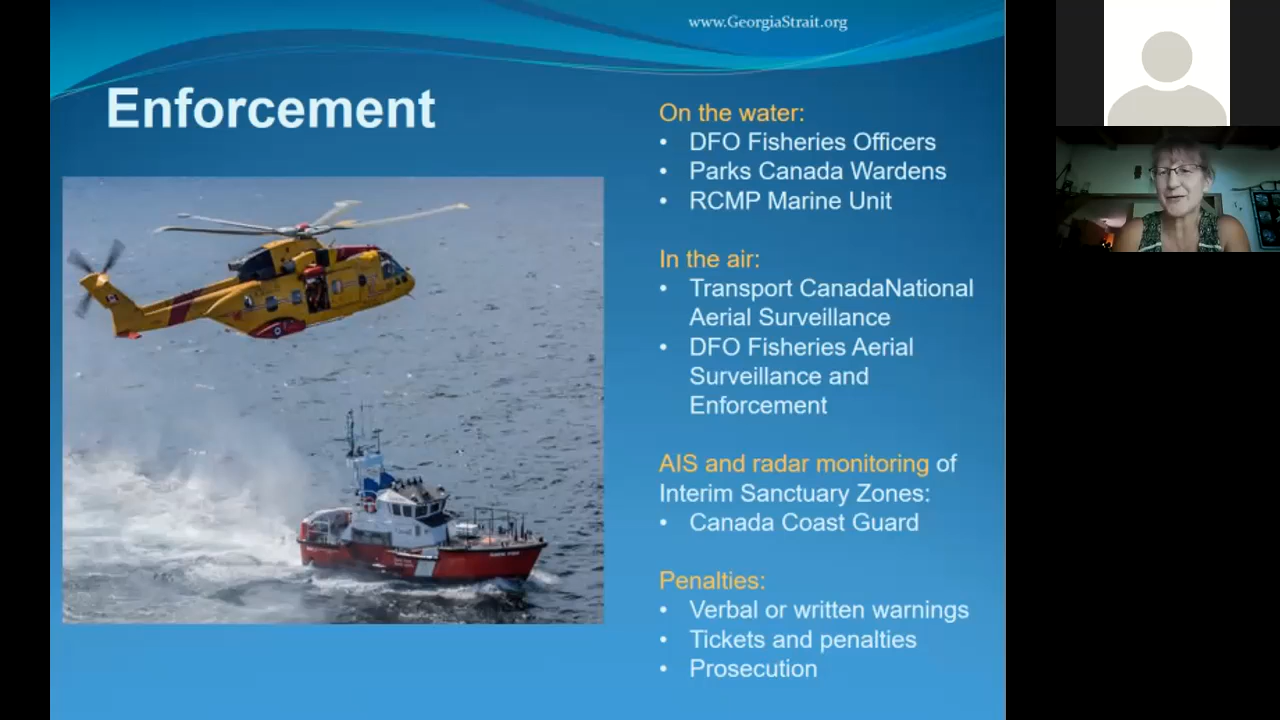 www.GeorgiaStrait.org
Enforcement
On the water:
• DFO Fisheries Officers
• Parks Canada Wardens
• RCMP Marine Unit
In the air:
• Transport CanadaNational
Aerial Surveillance
• DFO Fisheries Aerial
Surveillance and
Enforcement
AIS and radar monitoring of
Interim Sanctuary Zones:
• Canada Coast Guard
Penalties:
• Verbal or written warnings
• Tickets and penalties
• Prosecution